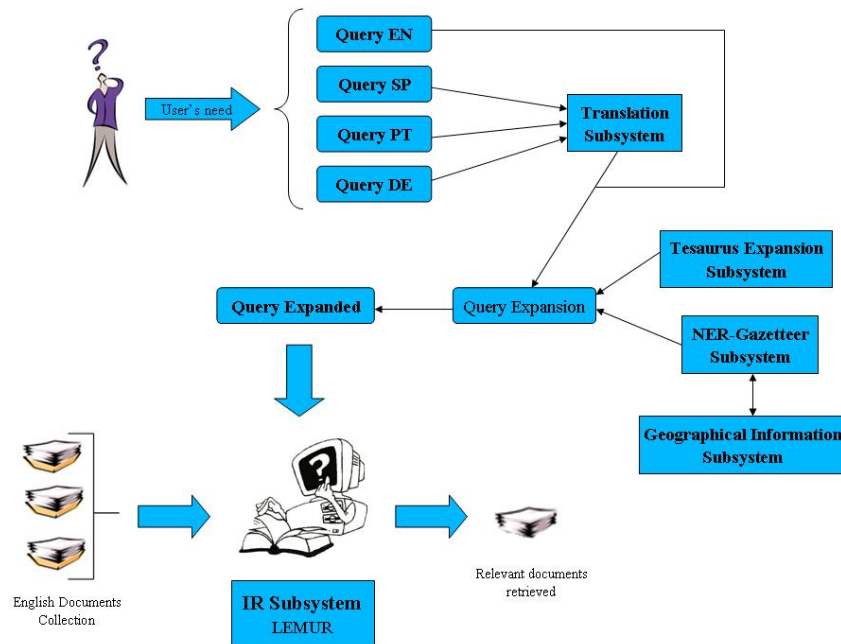 ?
User's need
Query EN
Query SP
Query PT
Query DE
Translation
Subsystem
Tesaurus Expansion
Subsystem
Query Expanded
Query Expansion
NER-Gazetteer
Subsystem
Geographical Information
Subsystem
?
English Documents
Collection
IR Subsystem
LEMUR
Relevant documents
retrieved